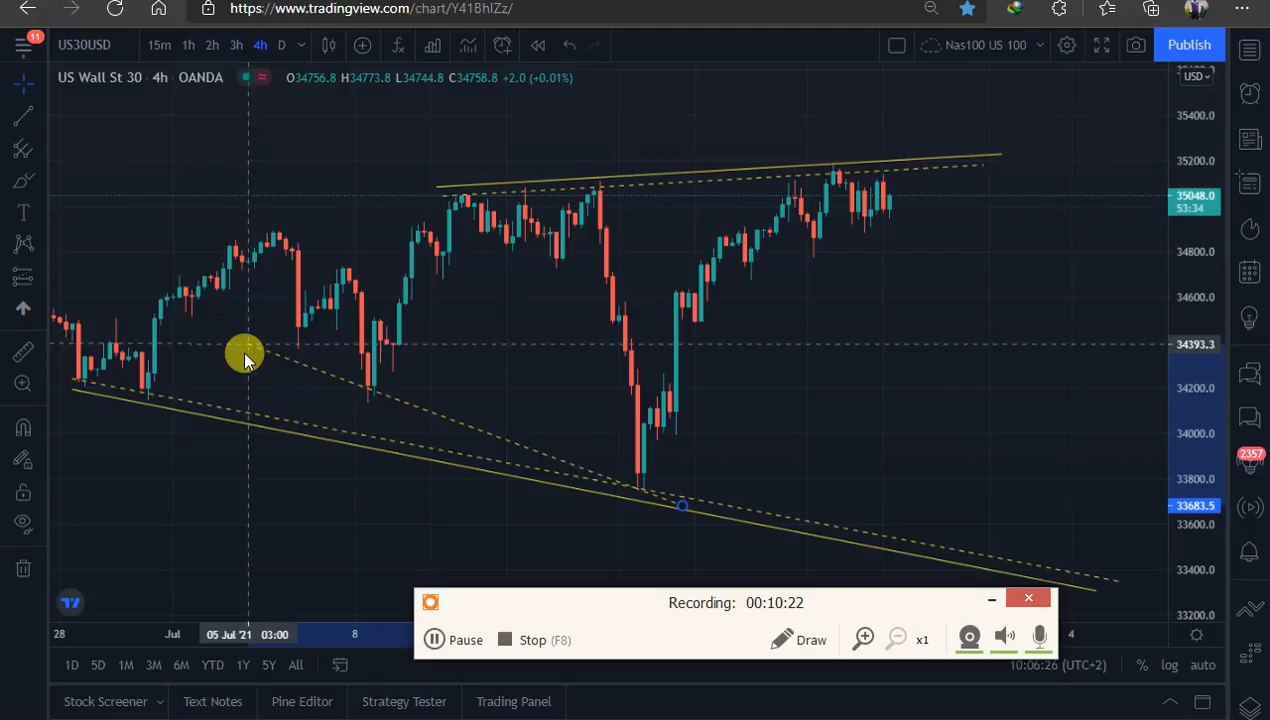 https://www.tradingview.com/chart/Y41BhlZz/
11
US30USD 15m 1h 2h 3h 4h D Nas100 US 100 Publish
US Wall St 30 · 4h · OANDA O34756.8 H34773.8 L34744.8 C34758.8 +2.0 (+0.01%)
USD
35400.0
35200.0
35048.0
53:34
34800.0
34600.0
34393.3
34200.0
34000.0
33800.0
33683.5
33600.0
33400.0
33200.0
2357
Recording: 00:10:22
Pause Stop (F8) Draw x1
28 Jul 05 Jul '21 03:00 8 4
1D 5D 1M 3M 6M YTD 1Y 5Y All 10:06:26 (UTC+2) % log auto
Stock Screener Text Notes Pine Editor Strategy Tester Trading Panel